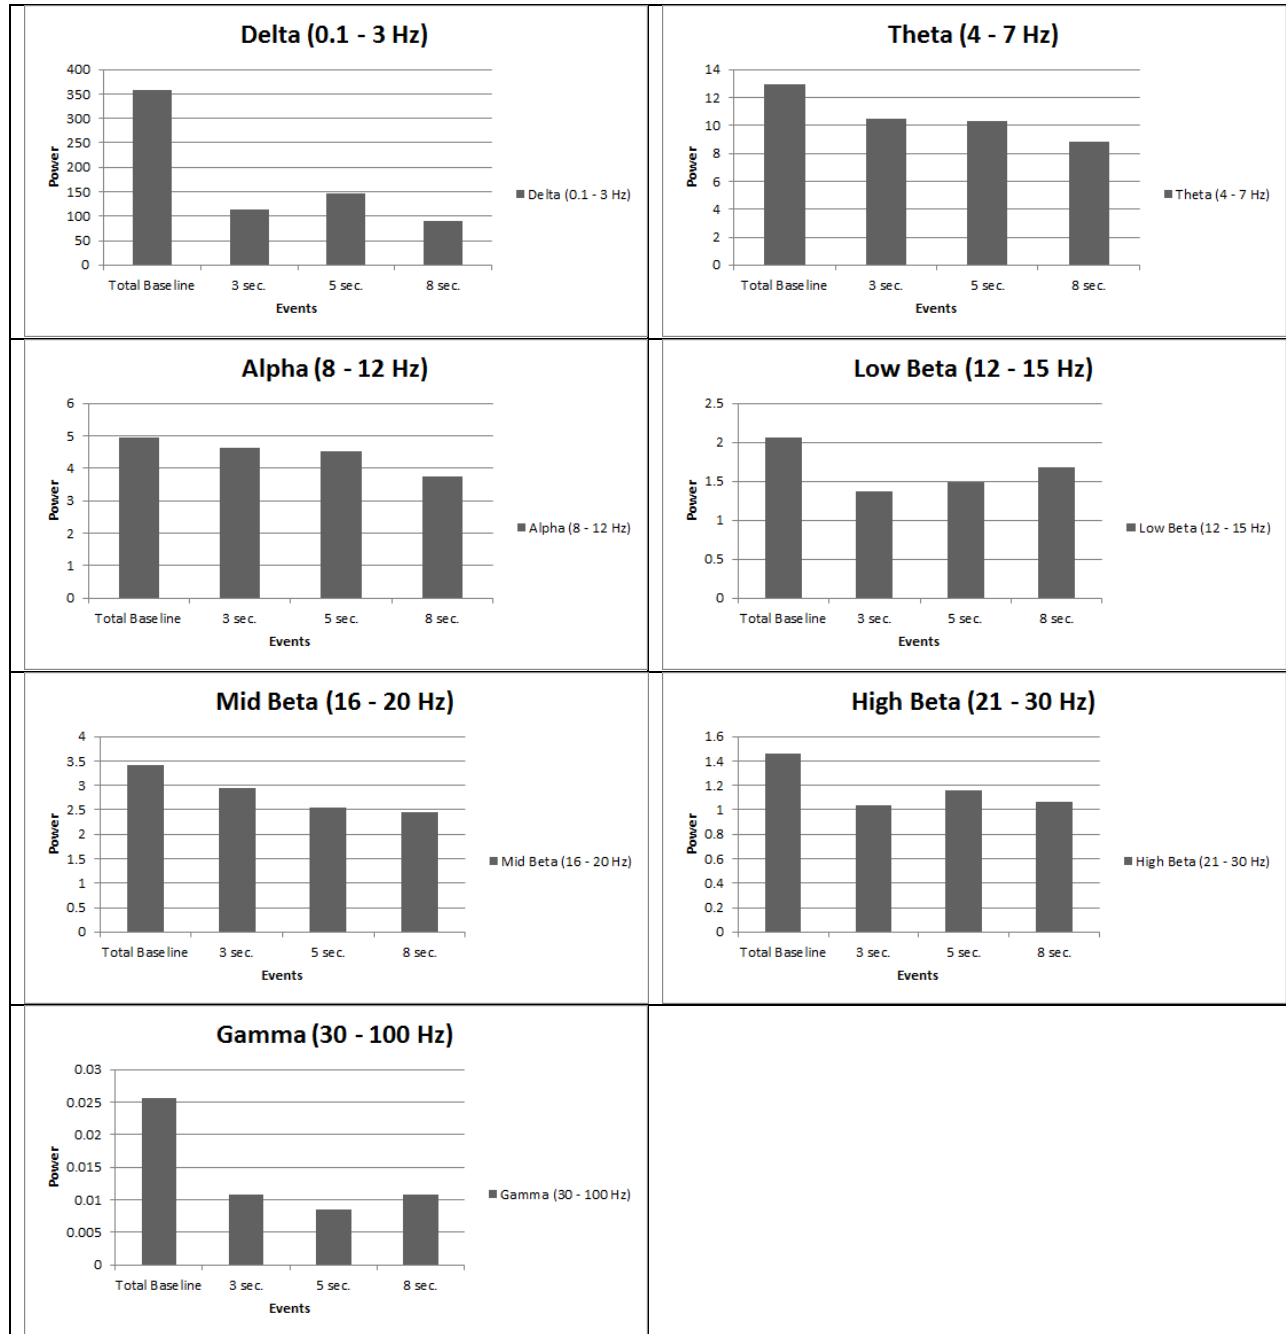 Delta (0.1 - 3 Hz)
400
350
300
250
200
150
100
50
0
Power
Total Baseline 3 sec. 5 sec. 8 sec.
Events
Delta (0.1 - 3 Hz)
Theta (4 - 7 Hz)
14
12
10
8
6
4
2
0
Power
Total Baseline 3 sec. 5 sec. 8 sec.
Events
Theta (4 - 7 Hz)
Alpha (8 - 12 Hz)
6
5
4
3
2
1
0
Power
Total Baseline 3 sec. 5 sec. 8 sec.
Events
Alpha (8 - 12 Hz)
Low Beta (12 - 15 Hz)
2.5
2
1.5
1
0.5
0
Power
Total Baseline 3 sec. 5 sec. 8 sec.
Events
Low Beta (12 - 15 Hz)
Mid Beta (16 - 20 Hz)
4
3.5
3
2.5
2
1.5
1
0.5
0
Power
Total Baseline 3 sec. 5 sec. 8 sec.
Events
Mid Beta (16 - 20 Hz)
High Beta (21 - 30 Hz)
1.6
1.4
1.2
1
0.8
0.6
0.4
0.2
0
Power
Total Baseline 3 sec. 5 sec. 8 sec.
Events
High Beta (21 - 30 Hz)
Gamma (30 - 100 Hz)
0.03
0.025
0.02
0.015
0.01
0.005
0
Power
Total Baseline 3 sec. 5 sec. 8 sec.
Events
Gamma (30 - 100 Hz)